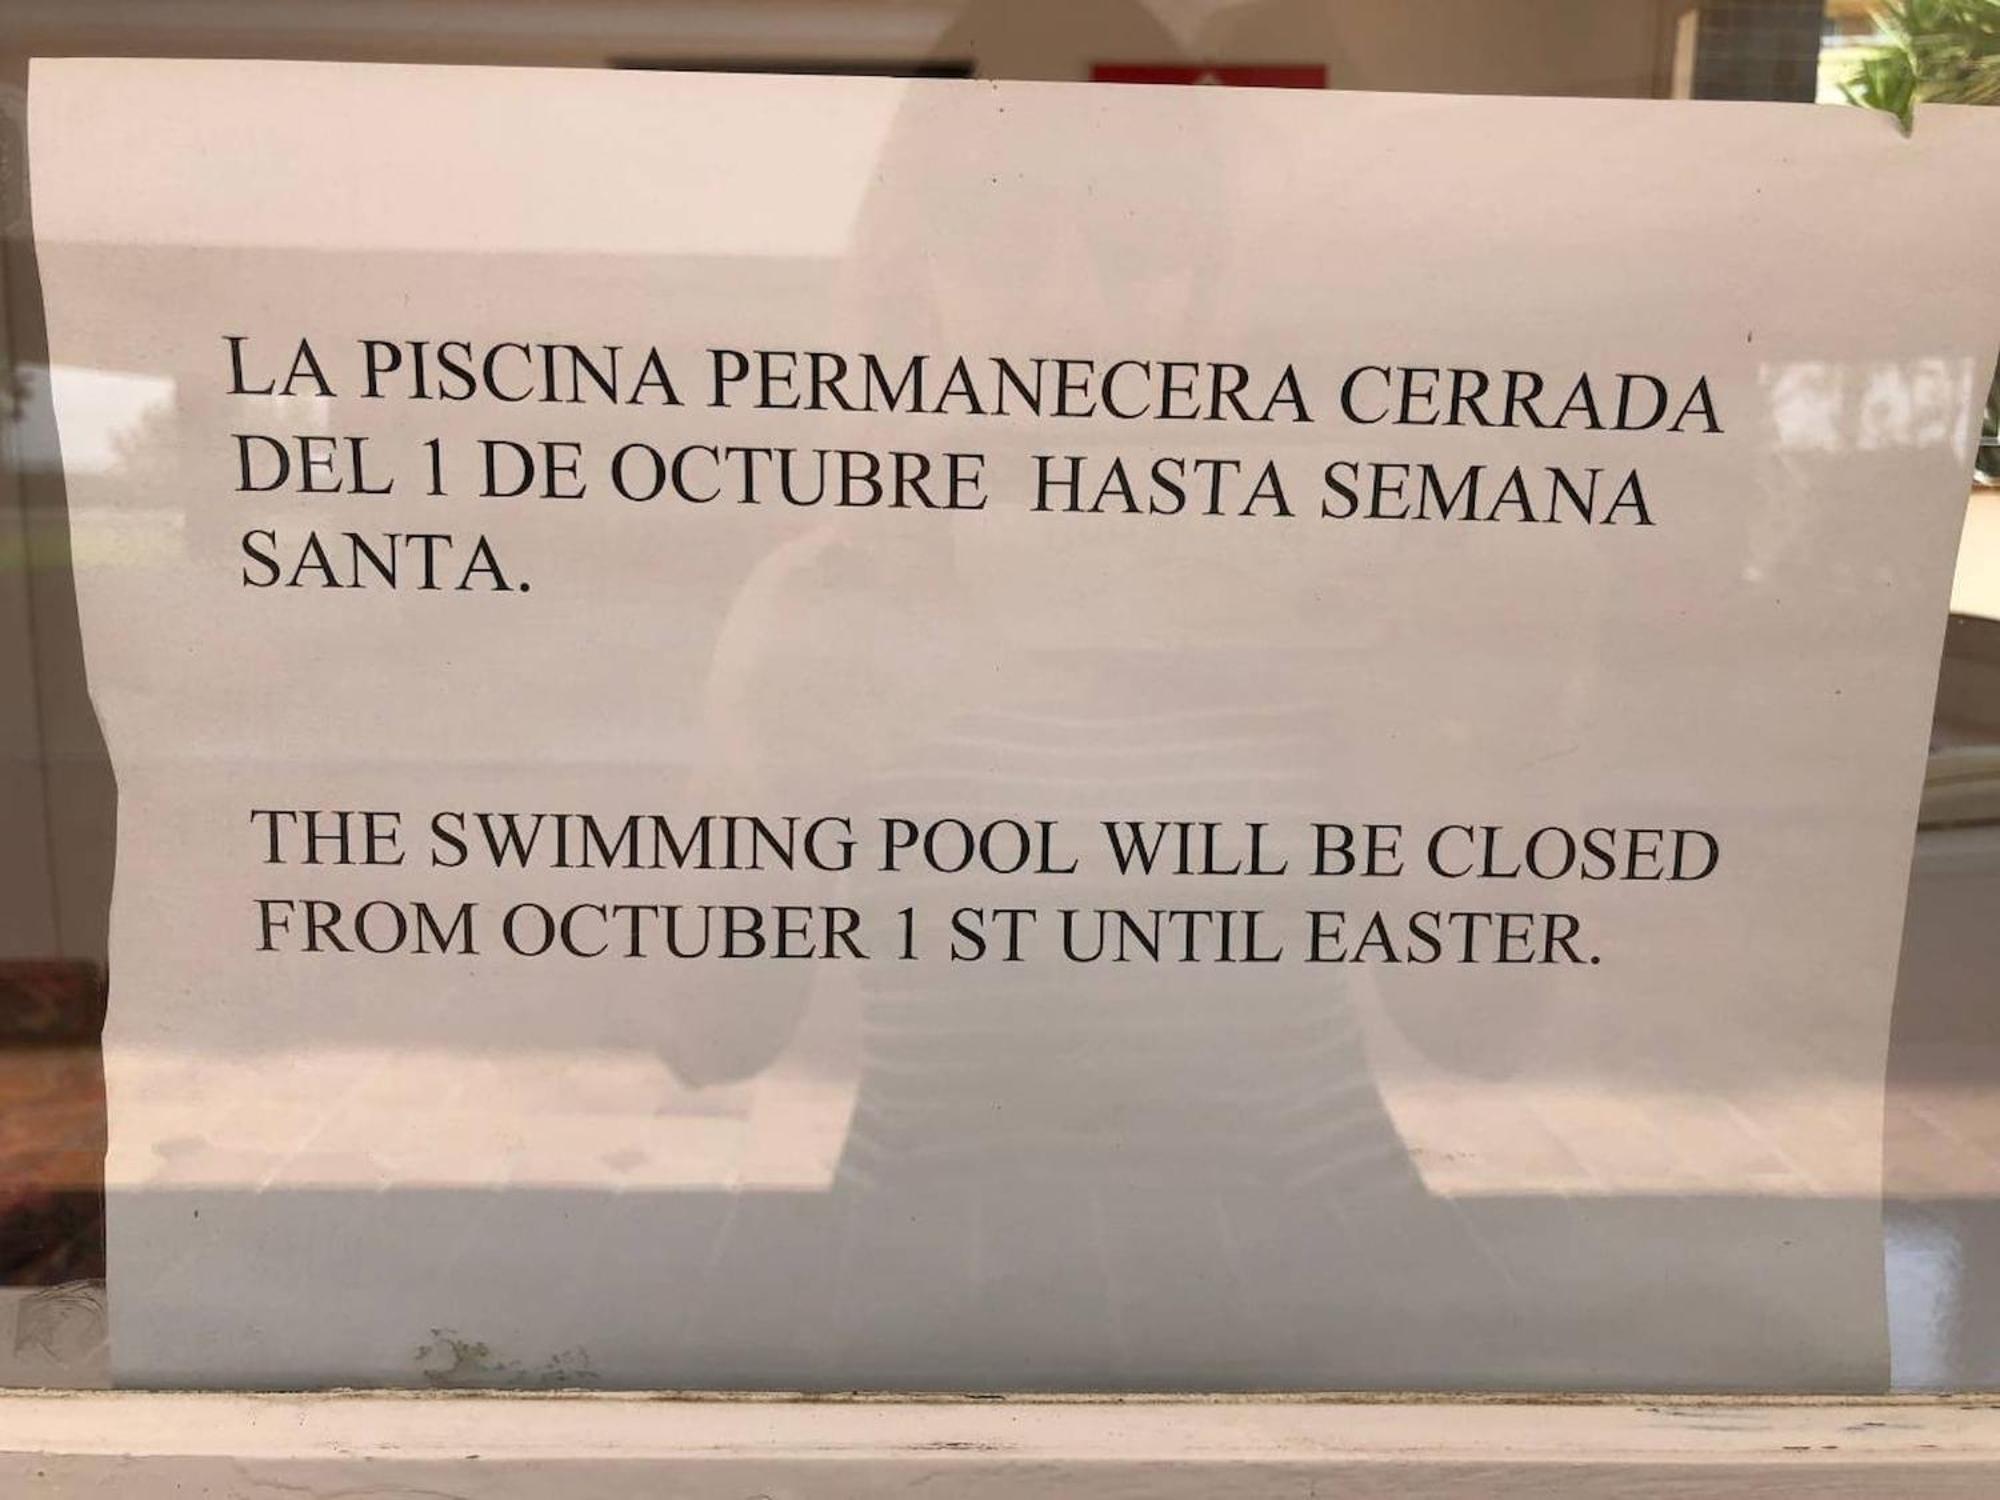 LA PISCINA PERMANECERA CERRADA
DEL 1 DE OCTUBRE HASTA SEMANA
SANTA.
THE SWIMMING POOL WILL BE CLOSED
FROM OCTUBER 1 ST UNTIL EASTER.